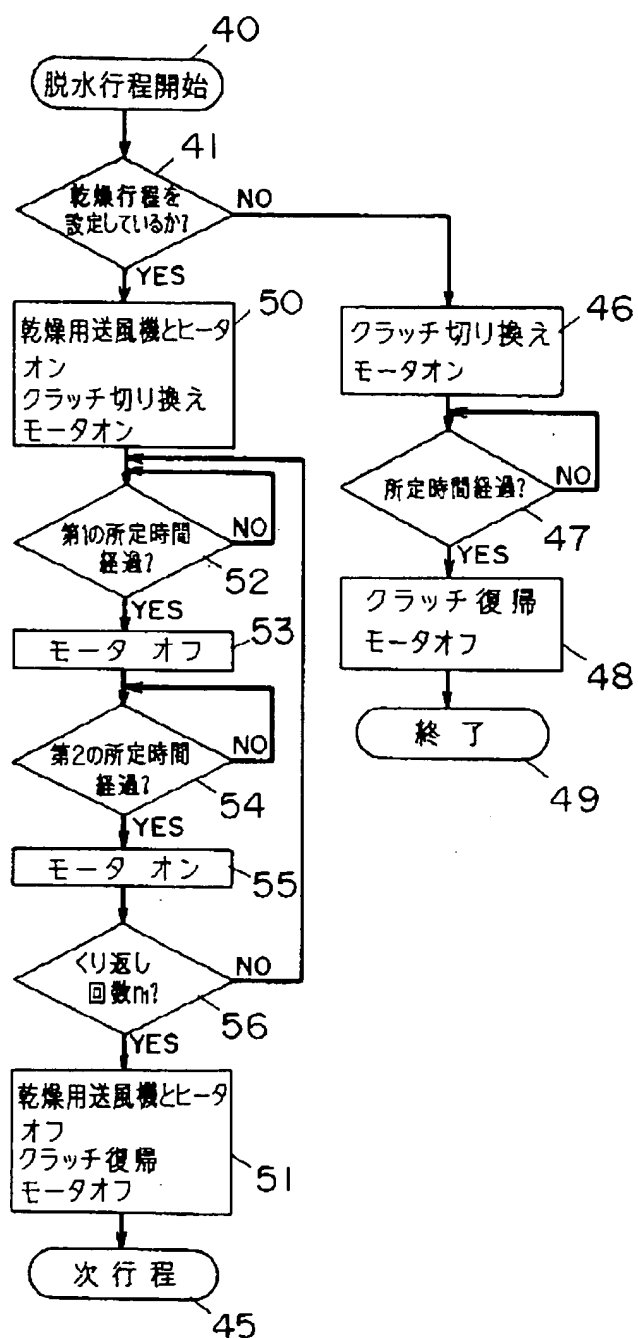 40
脱水行程開始
41
乾燥行程を
設定しているか?
NO
YES
50
乾燥用送風機とヒータ
オン
クラッチ切り換え
モータオン
第1の所定時間
経過?
NO
52
YES
53
モータ オフ
第2の所定時間
経過?
NO
54
YES
モータ オン
55
くり返し
回数m?
NO
56
YES
乾燥用送風機とヒータ
オフ
クラッチ復帰
モータオフ
51
次行程
45
46
クラッチ切り換え
モータオン
所定時間経過?
NO
47
YES
クラッチ復帰
モータオフ
48
終了
49